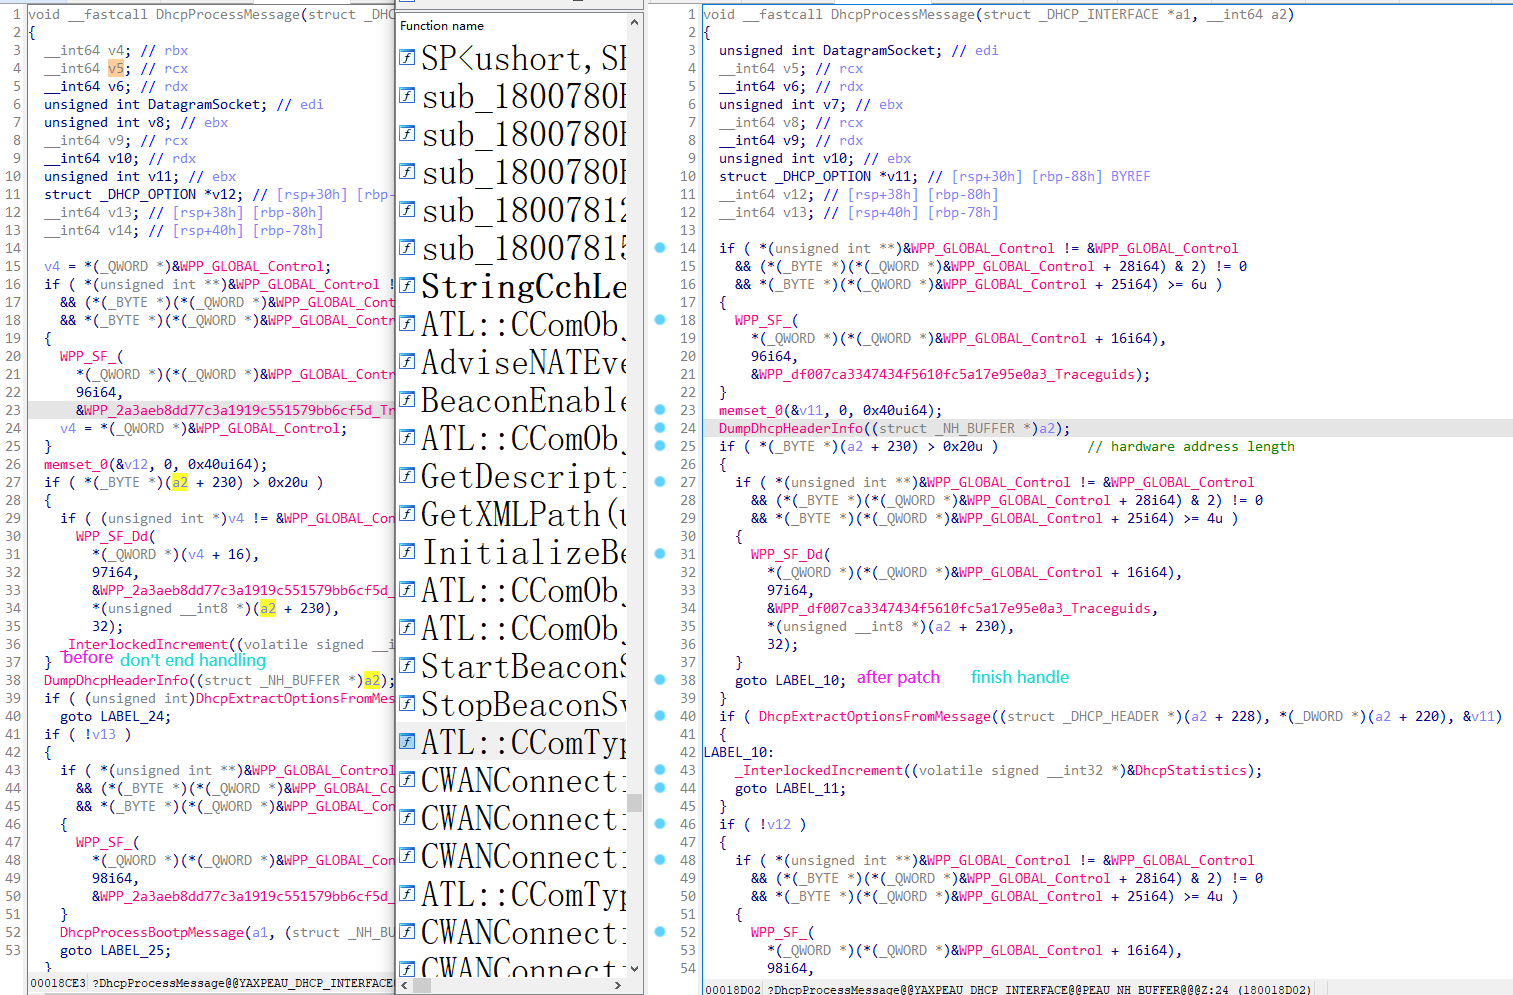 1 void __fastcall DhcpProcessMessage(struct _DHC
2 {
3 __int64 v4; // rbx
4 __int64 v5; // rcx
5 __int64 v6; // rdx
6 unsigned int DatagramSocket; // edi
7 unsigned int v8; // ebx
8 __int64 v9; // rcx
9 __int64 v10; // rdx
10 unsigned int v11; // ebx
11 struct _DHCP_OPTION *v12; // [rsp+30h] [rbp-
12 __int64 v13; // [rsp+38h] [rbp-80h]
13 __int64 v14; // [rsp+40h] [rbp-78h]
14
15 v4 = *(_QWORD *)&WPP_GLOBAL_Control;
16 if ( *(unsigned int **)&WPP_GLOBAL_Control !
17 && (*(_BYTE *)(*(_QWORD *)&WPP_GLOBAL_Cont
18 && *(_BYTE *)(*(_QWORD *)&WPP_GLOBAL_Contr
19 {
20 WPP_SF_(
21 *(_QWORD *)(*(_QWORD *)&WPP_GLOBAL_Contr
22 96i64,
23 &WPP_2a3aeb8dd77c3a1919c551579bb6cf5d_Tr
24 v4 = *(_QWORD *)&WPP_GLOBAL_Control;
25 }
26 memset_0(&v12, 0, 0x40ui64);
27 if ( *(_BYTE *)(a2 + 230) > 0x20u )
28 {
29 if ( (unsigned int *)v4 != &WPP_GLOBAL_Con
30 WPP_SF_Dd(
31 *(_QWORD *)(v4 + 16),
32 97i64,
33 &WPP_2a3aeb8dd77c3a1919c551579bb6cf5d_
34 *(unsigned __int8 *)(a2 + 230),
35 32);
36 _InterlockedIncrement((volatile signed __i
37 } before don't end handling
38 DumpDhcpHeaderInfo((struct _NH_BUFFER *)a2);
39 if ( (unsigned int)DhcpExtractOptionsFromMes
40 goto LABEL_24;
41 if ( !v13 )
42 {
43 if ( *(unsigned int **)&WPP_GLOBAL_Control
44 && (*(_BYTE *)(*(_QWORD *)&WPP_GLOBAL_Con
45 && *(_BYTE *)(*(_QWORD *)&WPP_GLOBAL_Con
46 {
47 WPP_SF_(
48 *(_QWORD *)(*(_QWORD *)&WPP_GLOBAL_Con
49 98i64,
50 &WPP_2a3aeb8dd77c3a1919c551579bb6cf5d_
51 }
52 DhcpProcessBootpMessage(a1, (struct _NH_BU
53 goto LABEL_25;
}
00018CE3 ?DhcpProcessMessage@@YAXPEAU_DHCP_INTERFACE
Function name
SP<ushort,SP
sub_1800780
sub_1800780
sub_1800780
sub_1800781
sub_1800781
StringCchLe
ATL::CComOb
AdviseNATEve
BeaconEnable
ATL::CComOb
GetDescripti
GetXMLPath(u
InitializeBe
ATL::CComOb
ATL::CComOb
StartBeaconS
StopBeaconSv
ATL::CComTyp
CWANConnecti
CWANConnecti
CWANConnecti
ATL::CComTyp
CWANConnecti
CWANConnecti
1 void __fastcall DhcpProcessMessage(struct _DHCP_INTERFACE *a1, __int64 a2)
2 {
3 unsigned int DatagramSocket; // edi
4 __int64 v5; // rcx
5 __int64 v6; // rdx
6 unsigned int v7; // ebx
7 __int64 v8; // rcx
8 __int64 v9; // rdx
9 unsigned int v10; // ebx
10 struct _DHCP_OPTION *v11; // [rsp+30h] [rbp-88h] BYREF
11 __int64 v12; // [rsp+38h] [rbp-80h]
12 __int64 v13; // [rsp+40h] [rbp-78h]
13
14 if ( *(unsigned int **)&WPP_GLOBAL_Control != &WPP_GLOBAL_Control
15 && (*(_BYTE *)(*(_QWORD *)&WPP_GLOBAL_Control + 28i64) & 2) != 0
16 && *(_BYTE *)(*(_QWORD *)&WPP_GLOBAL_Control + 25i64) >= 6u )
17 {
18 WPP_SF_(
19 *(_QWORD *)(*(_QWORD *)&WPP_GLOBAL_Control + 16i64),
20 96i64,
21 &WPP_df007ca3347434f5610fc5a17e95e0a3_Traceguids);
22 }
23 memset_0(&v11, 0, 0x40ui64);
24 DumpDhcpHeaderInfo((struct _NH_BUFFER *)a2);
25 if ( *(_BYTE *)(a2 + 230) > 0x20u ) // hardware address length
26 {
27 if ( *(unsigned int **)&WPP_GLOBAL_Control != &WPP_GLOBAL_Control
28 && (*(_BYTE *)(*(_QWORD *)&WPP_GLOBAL_Control + 28i64) & 2) != 0
29 && *(_BYTE *)(*(_QWORD *)&WPP_GLOBAL_Control + 25i64) >= 4u )
30 {
31 WPP_SF_Dd(
32 *(_QWORD *)(*(_QWORD *)&WPP_GLOBAL_Control + 16i64),
33 97i64,
34 &WPP_df007ca3347434f5610fc5a17e95e0a3_Traceguids,
35 *(unsigned __int8 *)(a2 + 230),
36 32);
37 }
38 goto LABEL_10; after patch finish handle
39 }
40 if ( DhcpExtractOptionsFromMessage((struct _DHCP_HEADER *)(a2 + 228), *(_DWORD *)(a2 + 220), &v11)
41 {
42 LABEL_10:
43 _InterlockedIncrement((volatile signed __int32 *)&DhcpStatistics);
44 goto LABEL_11;
45 }
46 if ( !v12 )
47 {
48 if ( *(unsigned int **)&WPP_GLOBAL_Control != &WPP_GLOBAL_Control
49 && (*(_BYTE *)(*(_QWORD *)&WPP_GLOBAL_Control + 28i64) & 2) != 0
50 && *(_BYTE *)(*(_QWORD *)&WPP_GLOBAL_Control + 25i64) >= 4u )
51 {
52 WPP_SF_(
53 *(_QWORD *)(*(_QWORD *)&WPP_GLOBAL_Control + 16i64),
54 98i64,
00018D02 ?DhcpProcessMessage@@YAXPEAU_DHCP_INTERFACE@@PEAU_NH_BUFFER@@@Z:24 (180018D02)